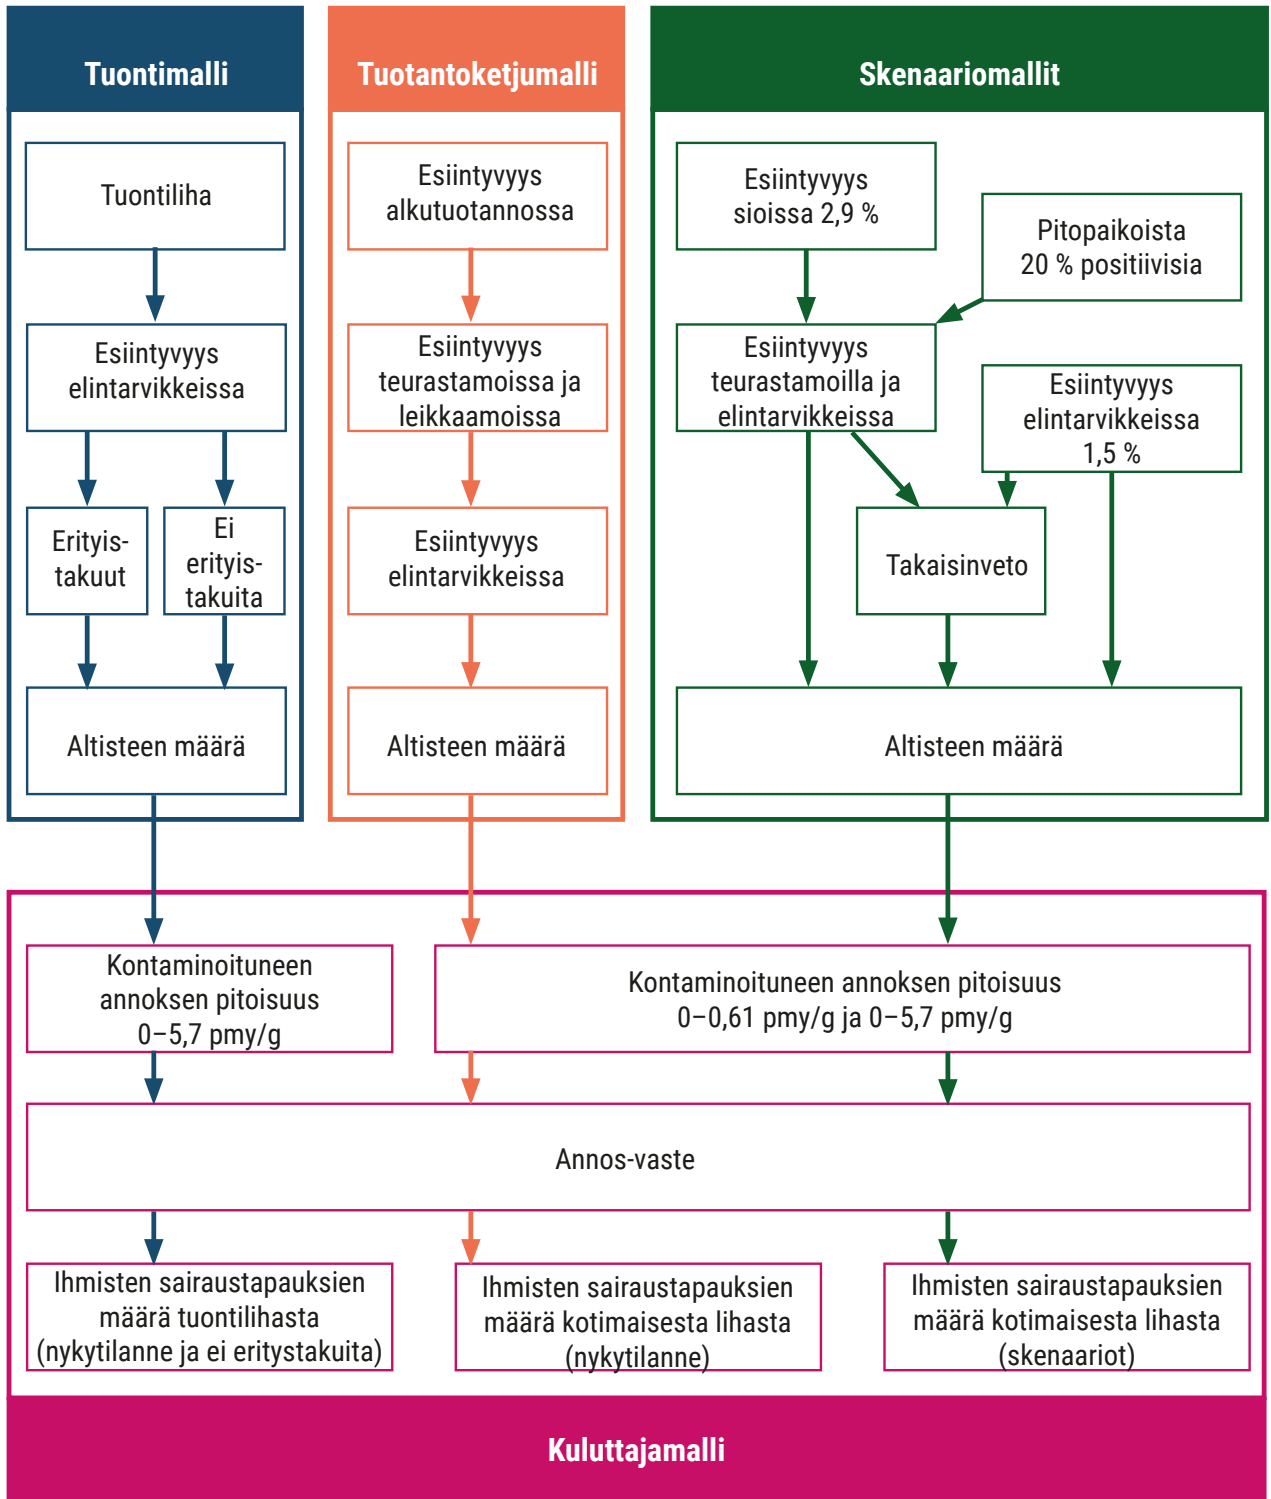 Tuontimalli
Tuontiliha
Esiintyvyys
elintarvikkeissa
Erityis-
takuut
Ei
erityis-
takuita
Altisteen määrä
Tuotantoketjumalli
Esiintyvyys
alkutuotannossa
Esiintyvyys
teurastamoissa ja
leikkaamoissa
Esiintyvyys
elintarvikkeissa
Altisteen määrä
Skenaariomallit
Esiintyvyys
sioissa 2,9 %
Pitopaikoista
20 % positiivisia
Esiintyvyys
teurastamoilla ja
elintarvikkeissa
Esiintyvyys
elintarvikkeissa
1,5 %
Takaisinveto
Altisteen määrä
Kontaminoituneen
annoksen pitoisuus
0–5,7 pmy/g
Kontaminoituneen annoksen pitoisuus
0–0,61 pmy/g ja 0–5,7 pmy/g
Annos-vaste
Ihmisten sairaustapauksien
määrä tuontilihasta
(nykytilanne ja ei eritystakuita)
Ihmisten sairaustapauksien
määrä kotimaisesta lihasta
(nykytilanne)
Ihmisten sairaustapauksien
määrä kotimaisesta lihasta
(skenaariot)
Kuluttajamalli